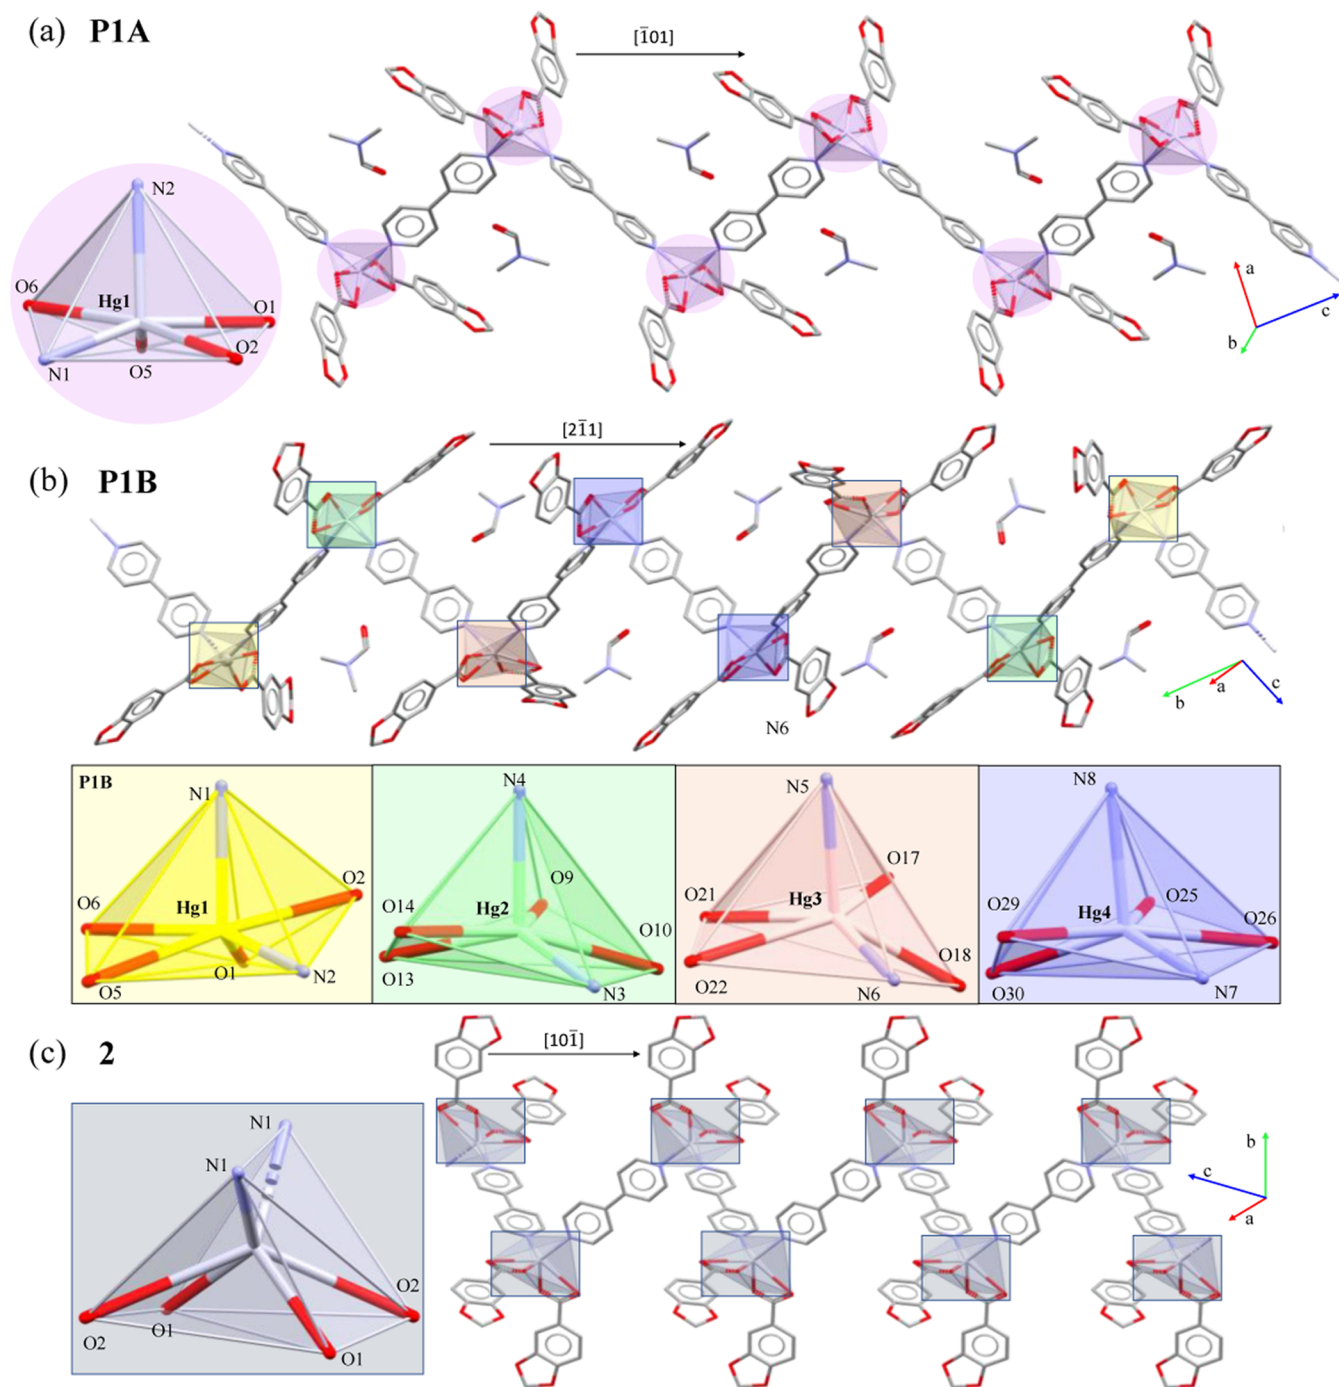 (a) P1A
[1̄01]
N2
O6
Hg1
O1
O2
N1
O5
a
c
b
(b) P1B
[21̄1]
N6
b
a
c
P1B
N1
O6
Hg1
O2
O5
O1
N2
N4
O14
Hg2
O9
O10
O13
N3
N5
O21
Hg3
O17
O22
N6
O18
N8
O29
Hg4
O25
O26
O30
N7
(c) 2
[101̄]
N1
N1
O2
O1
O1
O2
b
c
a